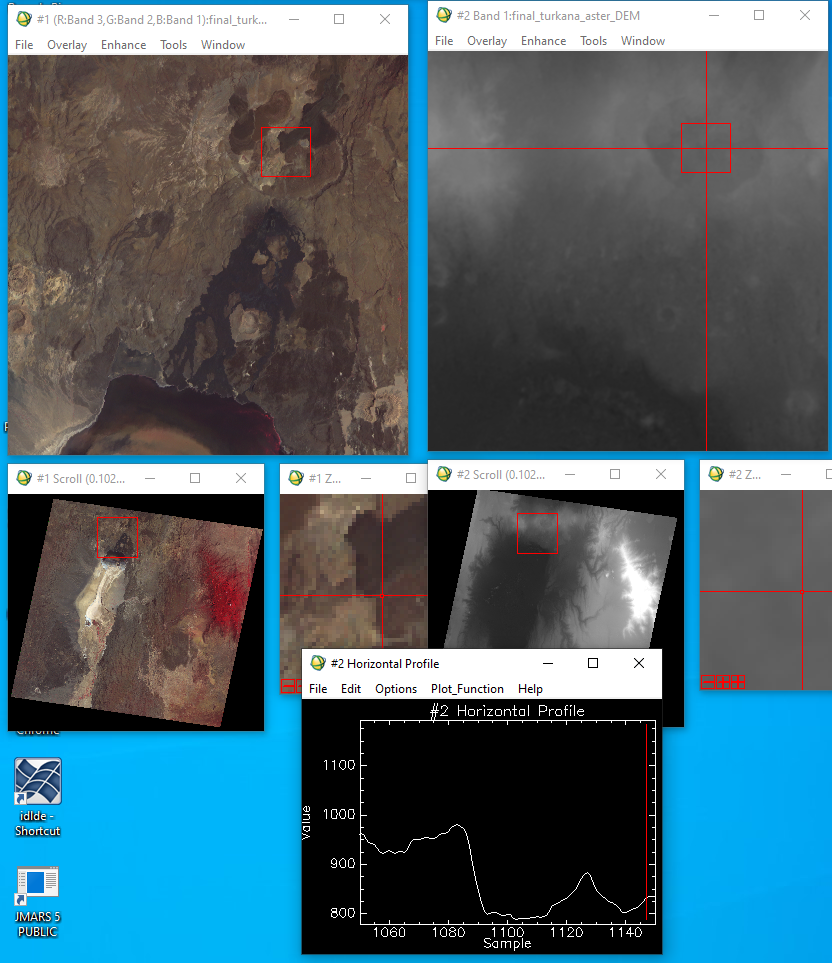 #1 (R:Band 3,G:Band 2,B:Band 1):final_turk...
File Overlay Enhance Tools Window
#2 Band 1:final_turkana_aster_DEM
File Overlay Enhance Tools Window
#1 Scroll (0.102...
#1 Z...
#2 Scroll (0.102...
#2 Z...
#2 Horizontal Profile
File Edit Options Plot_Function Help
#2 Horizontal Profile
Value
1100
1000
900
800
1060 1080 1100 1120 1140
Sample
Chrome
idlde -
Shortcut
JMARS 5
PUBLIC